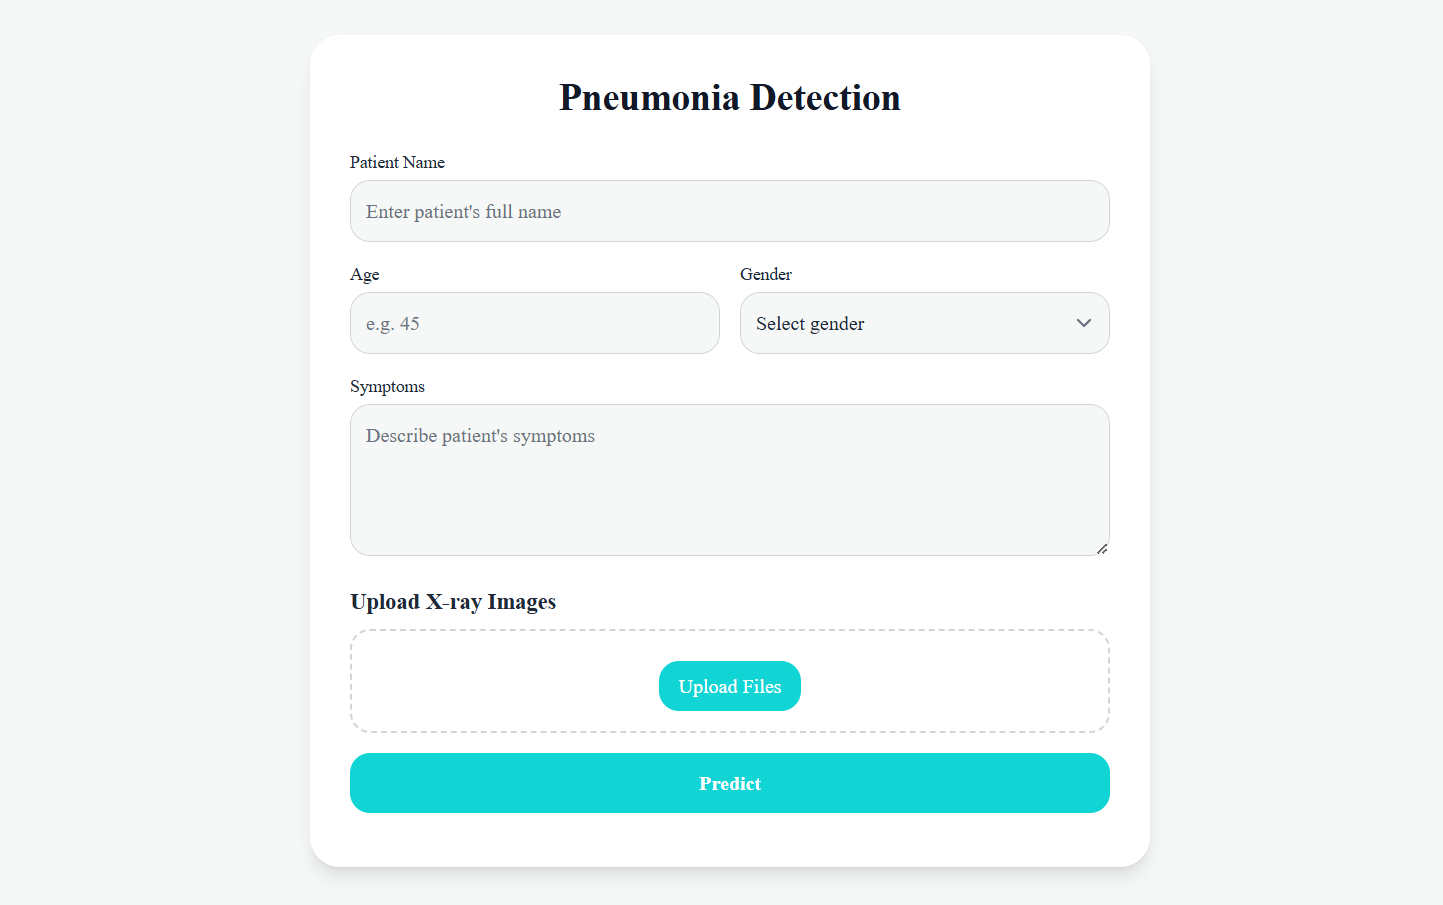 Pneumonia Detection
Patient Name
Enter patient's full name
Age
Gender
e.g. 45
Select gender
Symptoms
Describe patient's symptoms
Upload X-ray Images
Upload Files
Predict